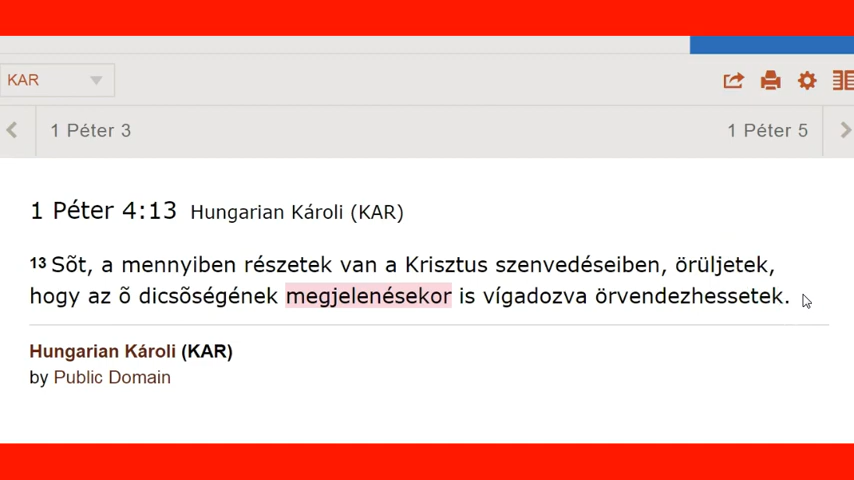 KAR
1 Péter 3
1 Péter 5
1 Péter 4:13 Hungarian Károli (KAR)
13 Sõt, a mennyiben részetek van a Krisztus szenvedéseiben, örüljetek,
hogy az õ dicsõségének megjelenésekor is vígadozva örvendezhessetek.
Hungarian Károli (KAR)
by Public Domain